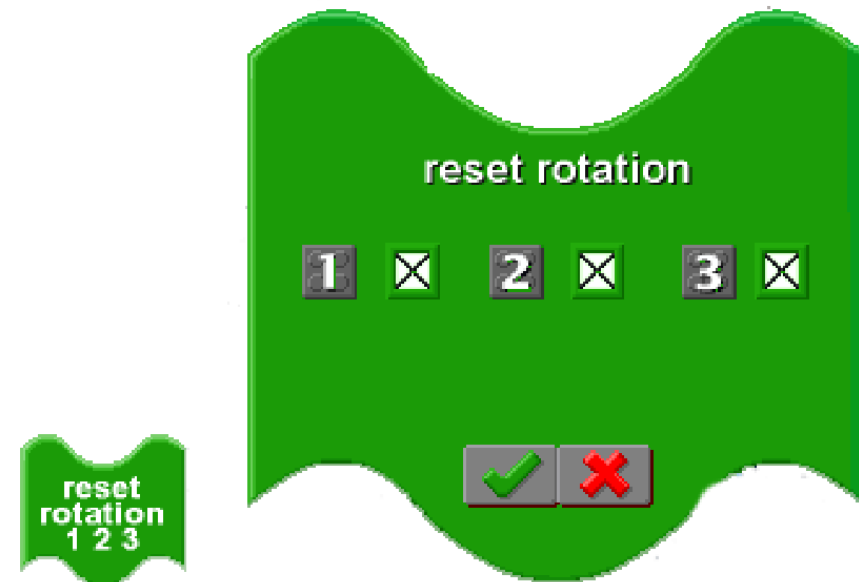 reset rotation
1 2 3
reset
rotation
1 2 3